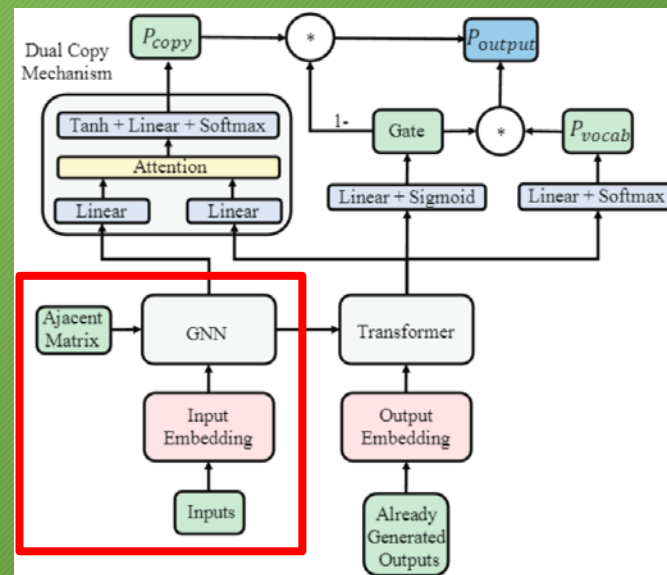 Dual Copy
Mechanism
P_copy
*
P_output
Tanh + Linear + Softmax
1-
Gate
*
P_vocab
Attention
Linear
Linear
Linear + Sigmoid
Linear + Softmax
Ajacent
Matrix
GNN
Transformer
Input
Embedding
Output
Embedding
Inputs
Already
Generated
Outputs